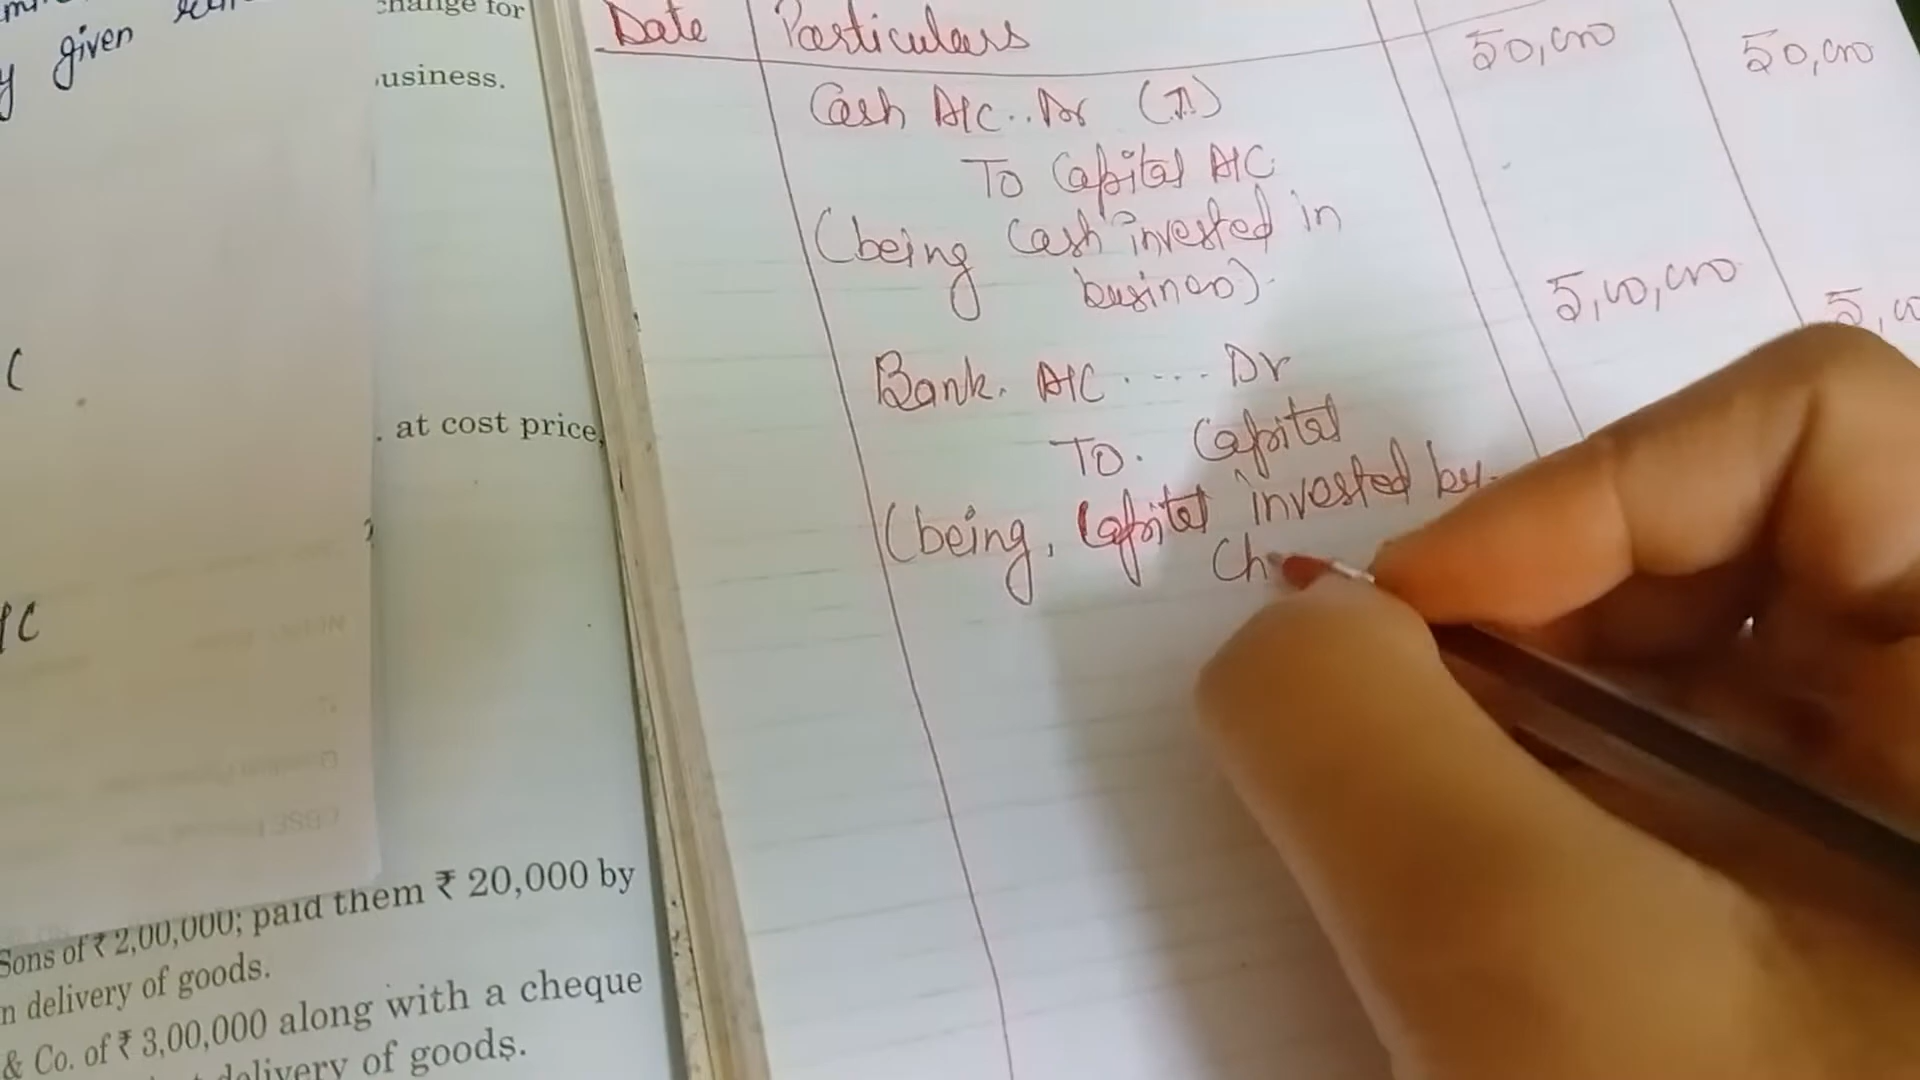 given
change for
business.
C
. at cost price,
Sons of ₹ 2,00,000; paid them ₹ 20,000 by
n delivery of goods.
& Co. of ₹ 3,00,000 along with a cheque
delivery of goods.
Date Particulars
50,000 50,000
Cash A/C.. Dr
To Capital A/C
(being Cash invested in
business).
5,00,000
Bank. A/C .... Dr
To. Capital
(being, Capital invested by
Ch